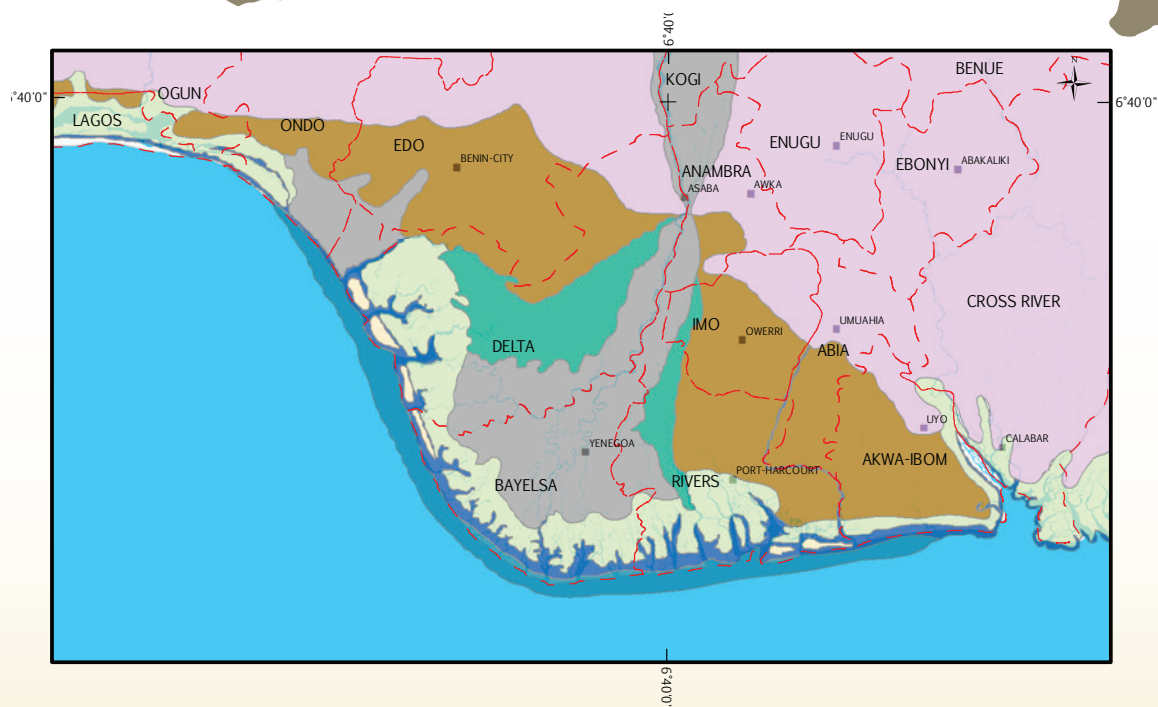 6°40'0"
KOGI
BENUE
N
:°40'0"
6°40'0"
OGUN
LAGOS
ONDO
EDO
ENUGU
ENUGU
BENIN-CITY
EBONYI
ABAKALIKI
ANAMBRA
ASABA
AWKA
CROSS RIVER
IMO
OWERRI
UMUAHIA
DELTA
ABIA
UYO
CALABAR
YENEGOA
AKWA-IBOM
PORT-HARCOURT
RIVERS
BAYELSA
6°40'0"